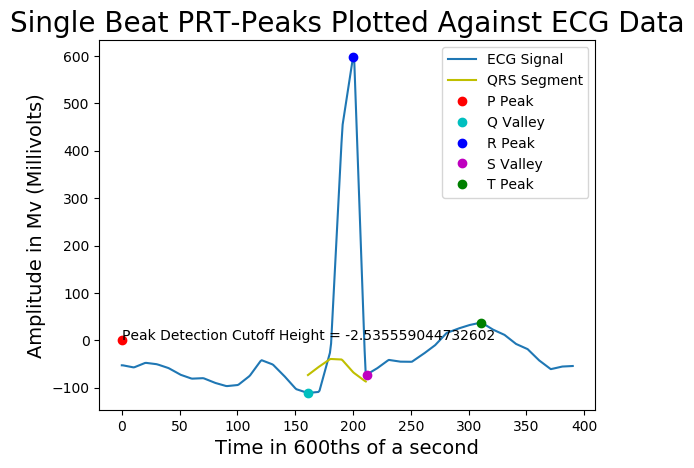 Single Beat PRT-Peaks Plotted Against ECG Data
Amplitude in Mv (Millivolts)
600
500
400
300
200
100
0
−100
ECG Signal
QRS Segment
P Peak
Q Valley
R Peak
S Valley
T Peak
Peak Detection Cutoff Height = -2.535559044732602
0 50 100 150 200 250 300 350 400
Time in 600ths of a second